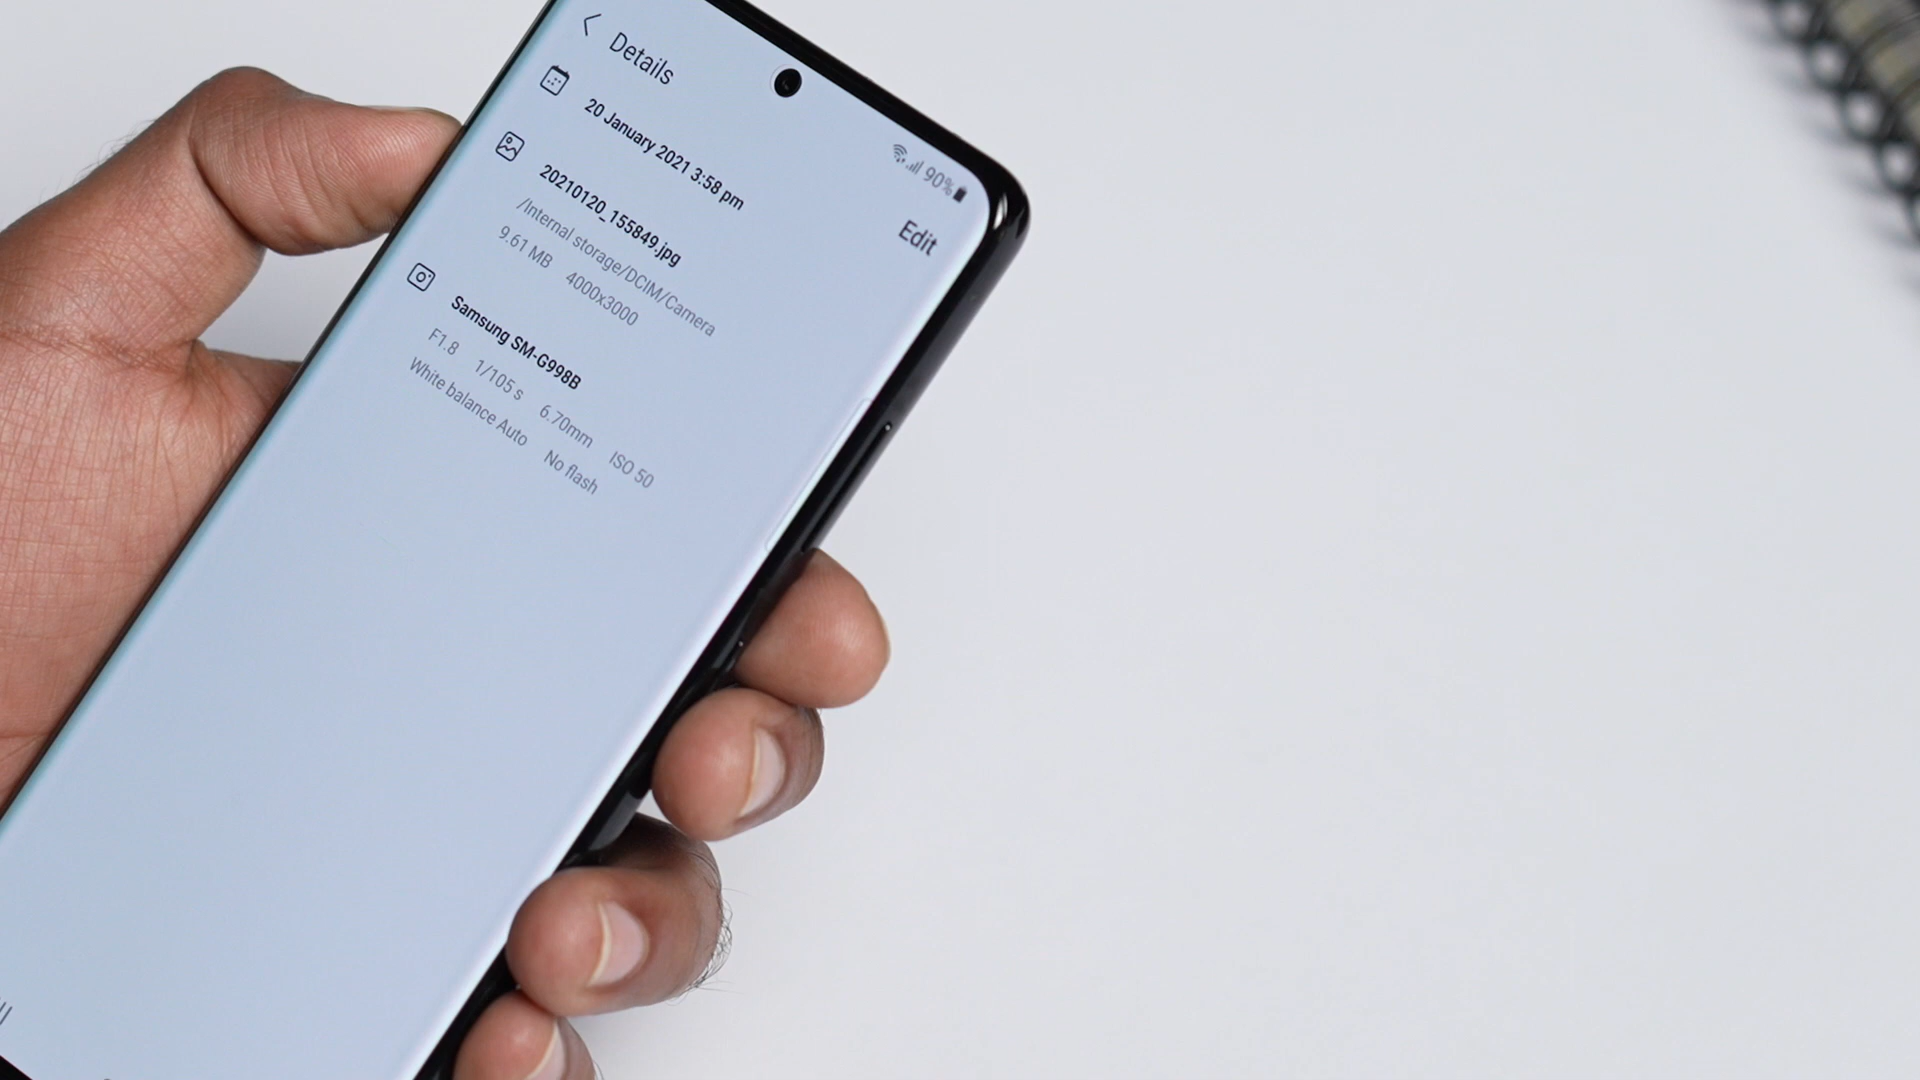 Details
90%
Edit
20 January 2021 3:58 pm
20210120_155849.jpg
/Internal storage/DCIM/Camera
9.61 MB 4000x3000
Samsung SM-G998B
F1.8 1/105 s 6.70mm ISO 50
White balance Auto No flash